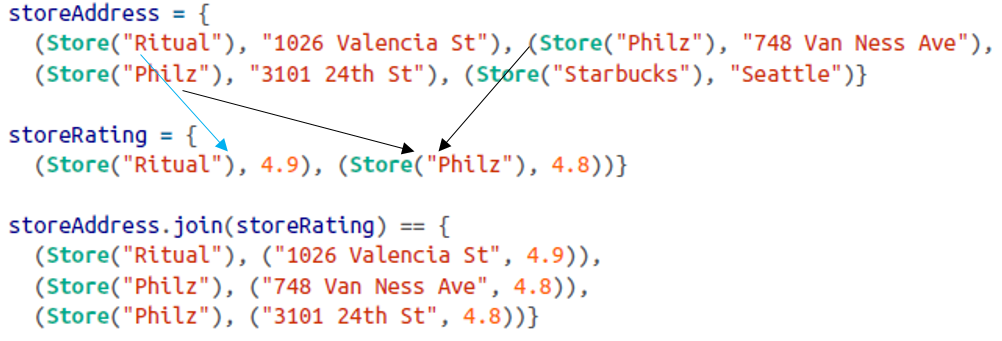 storeAddress = {
(Store("Ritual"), "1026 Valencia St"), (Store("Philz"), "748 Van Ness Ave"),
(Store("Philz"), "3101 24th St"), (Store("Starbucks"), "Seattle")}
storeRating = {
(Store("Ritual"), 4.9), (Store("Philz"), 4.8))}
storeAddress.join(storeRating) == {
(Store("Ritual"), ("1026 Valencia St", 4.9)),
(Store("Philz"), ("748 Van Ness Ave", 4.8)),
(Store("Philz"), ("3101 24th St", 4.8))}